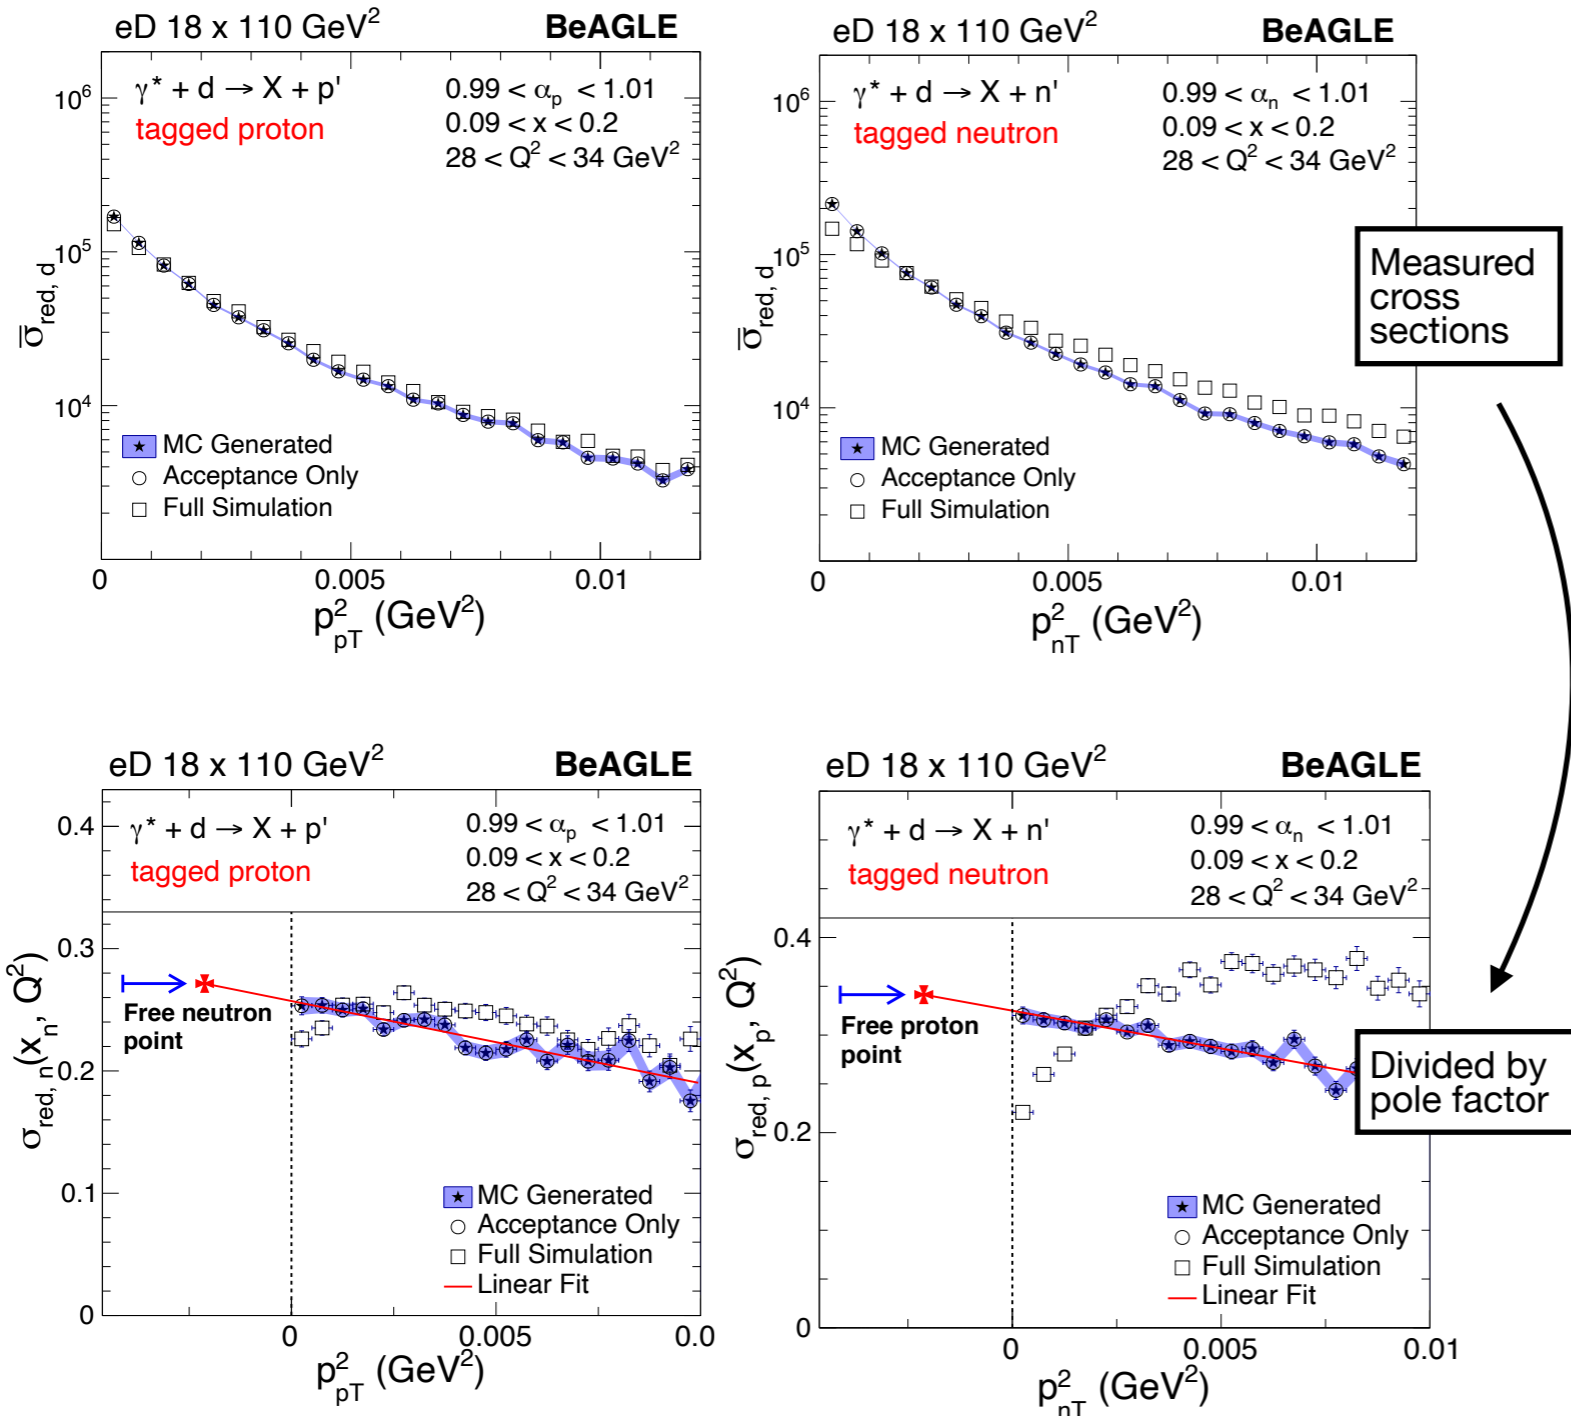 eD 18 x 110 GeV² BeAGLE
γ* + d → X + p'
tagged proton
0.99 < αₚ < 1.01
0.09 < x < 0.2
28 < Q² < 34 GeV²
10⁶
10⁵
10⁴
σ̅_red, d
MC Generated
Acceptance Only
Full Simulation
0 0.005 0.01
p²_pT (GeV²)
eD 18 x 110 GeV² BeAGLE
γ* + d → X + n'
tagged neutron
0.99 < αₙ < 1.01
0.09 < x < 0.2
28 < Q² < 34 GeV²
10⁶
10⁵
10⁴
σ̅_red, d
MC Generated
Acceptance Only
Full Simulation
0 0.005 0.01
p²_nT (GeV²)
Measured
cross
sections
eD 18 x 110 GeV² BeAGLE
γ* + d → X + p'
tagged proton
0.99 < αₚ < 1.01
0.09 < x < 0.2
28 < Q² < 34 GeV²
0.4
0.3
0.2
0.1
0
σ_red, n(xₙ, Q²)
Free neutron
point
MC Generated
Acceptance Only
Full Simulation
Linear Fit
0 0.005 0.0
p²_pT (GeV²)
eD 18 x 110 GeV² BeAGLE
γ* + d → X + n'
tagged neutron
0.99 < αₙ < 1.01
0.09 < x < 0.2
28 < Q² < 34 GeV²
0.4
0.2
0
σ_red, p(xₚ, Q²)
Free proton
point
MC Generated
Acceptance Only
Full Simulation
Linear Fit
0 0.005 0.01
p²_nT (GeV²)
Divided by
pole factor